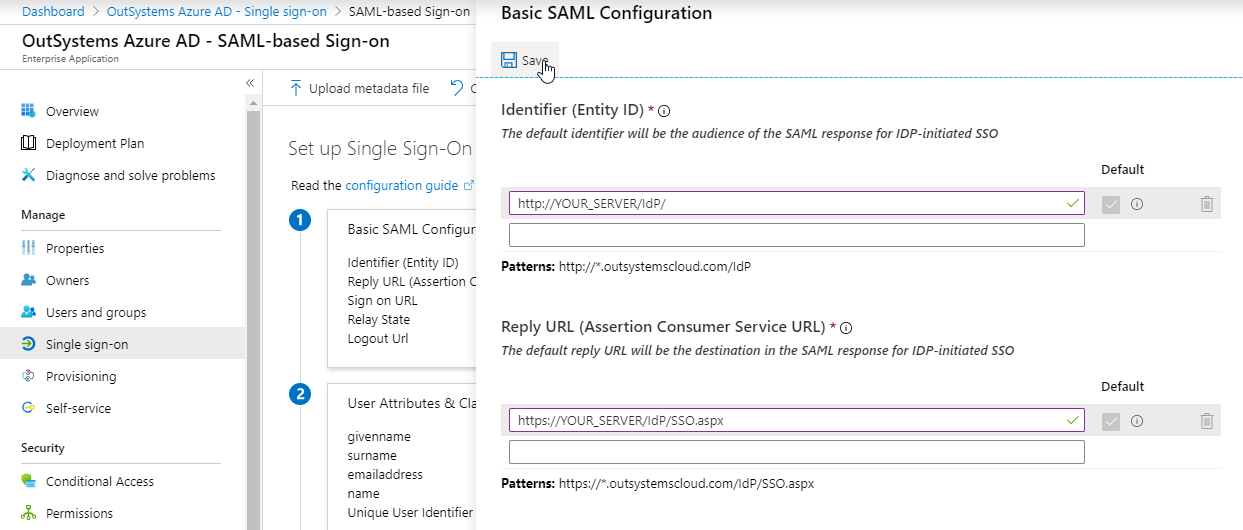 Dashboard > OutSystems Azure AD - Single sign-on > SAML-based Sign-on
OutSystems Azure AD - SAML-based Sign-on
Enterprise Application
«
Overview
Deployment Plan
Diagnose and solve problems
Manage
Properties
Owners
Users and groups
Single sign-on
Provisioning
Self-service
Security
Conditional Access
Permissions
Upload metadata file
C
Set up Single Sign-On
Read the configuration guide
1
Basic SAML Configur
Identifier (Entity ID)
Reply URL (Assertion C
Sign on URL
Relay State
Logout Url
2
User Attributes & Cla
givenname
surname
emailaddress
name
Unique User Identifier
Basic SAML Configuration
Save
Identifier (Entity ID) *
The default identifier will be the audience of the SAML response for IDP-initiated SSO
Default
http://YOUR_SERVER/IdP/
Patterns: http://*.outsystemscloud.com/IdP
Reply URL (Assertion Consumer Service URL) *
The default reply URL will be the destination in the SAML response for IDP-initiated SSO
Default
https://YOUR_SERVER/IdP/SSO.aspx
Patterns: https://*.outsystemscloud.com/IdP/SSO.aspx